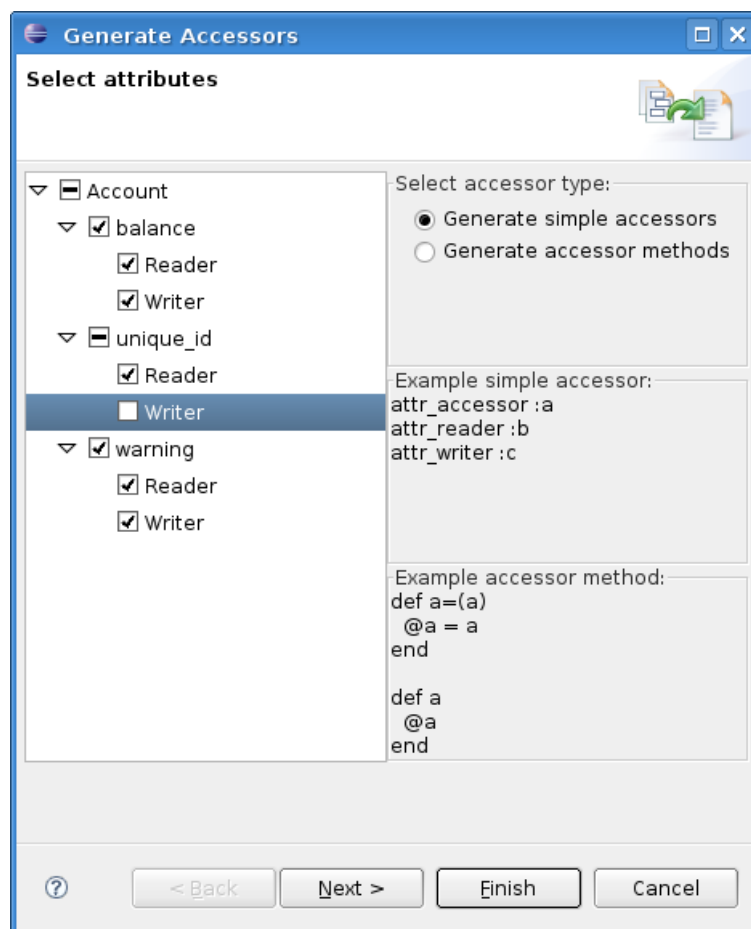 Generate Accessors
Select attributes
Account
balance
Reader
Writer
unique_id
Reader
Writer
warning
Reader
Writer
Select accessor type:
Generate simple accessors
Generate accessor methods
Example simple accessor:
attr_accessor :a
attr_reader :b
attr_writer :c
Example accessor method:
def a=(a)
  @a = a
end

def a
  @a
end
< Back
Next >
Finish
Cancel